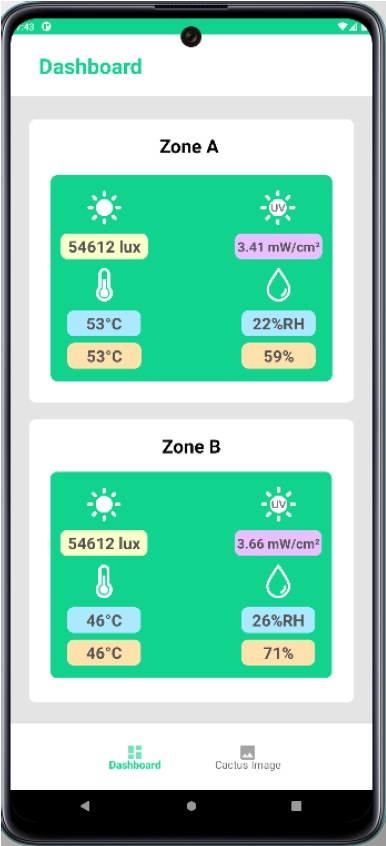 :43
Dashboard
Zone A
UV
54612 lux
3.41 mW/cm²
53°C
22%RH
53°C
59%
Zone B
UV
54612 lux
3.66 mW/cm²
46°C
26%RH
46°C
71%
Dashboard
Cactus Image